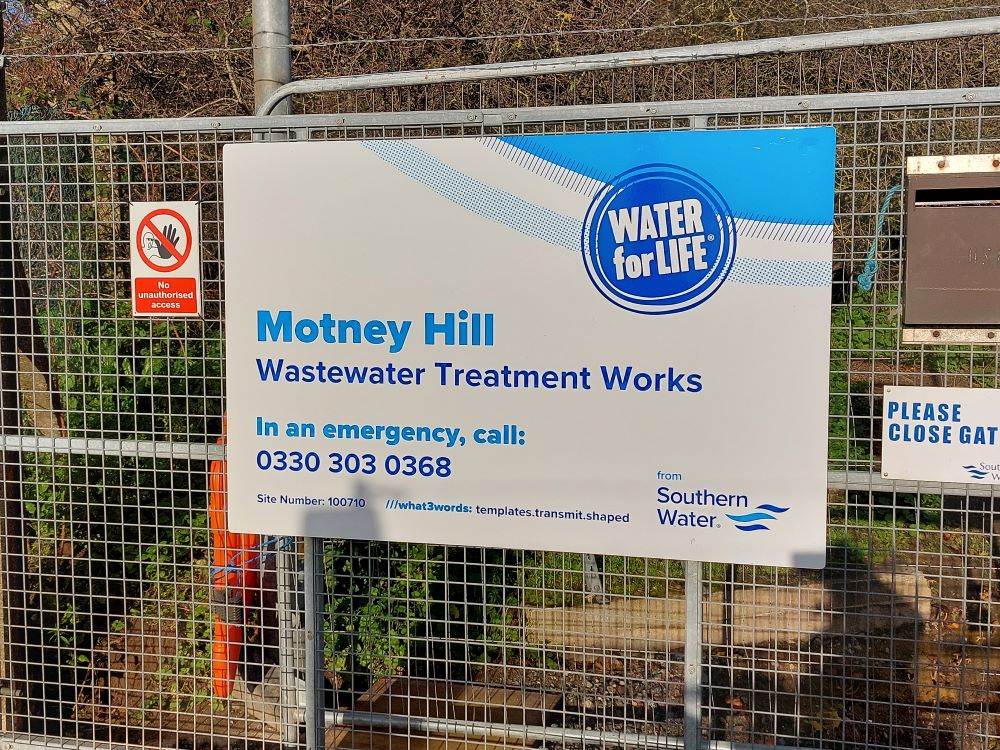 No
unauthorised
access
WATER
for LIFE®
Motney Hill
Wastewater Treatment Works
In an emergency, call:
0330 303 0368
Site Number: 100710 ///what3words: templates.transmit.shaped
from
Southern
Water®
PLEASE
CLOSE GAT